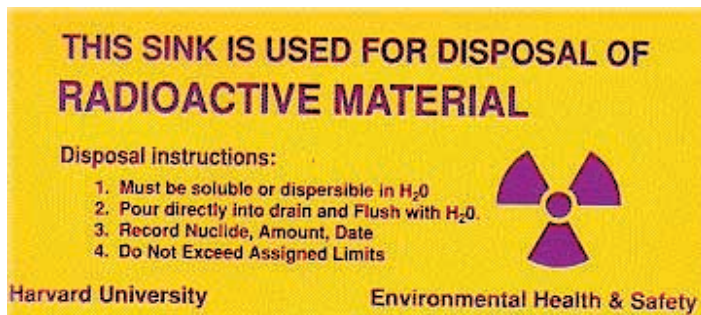 THIS SINK IS USED FOR DISPOSAL OF
RADIOACTIVE MATERIAL
Disposal instructions:
1. Must be soluble or dispersible in H₂0
2. Pour directly into drain and Flush with H₂0.
3. Record Nuclide, Amount, Date
4. Do Not Exceed Assigned Limits
Harvard University
Environmental Health & Safety